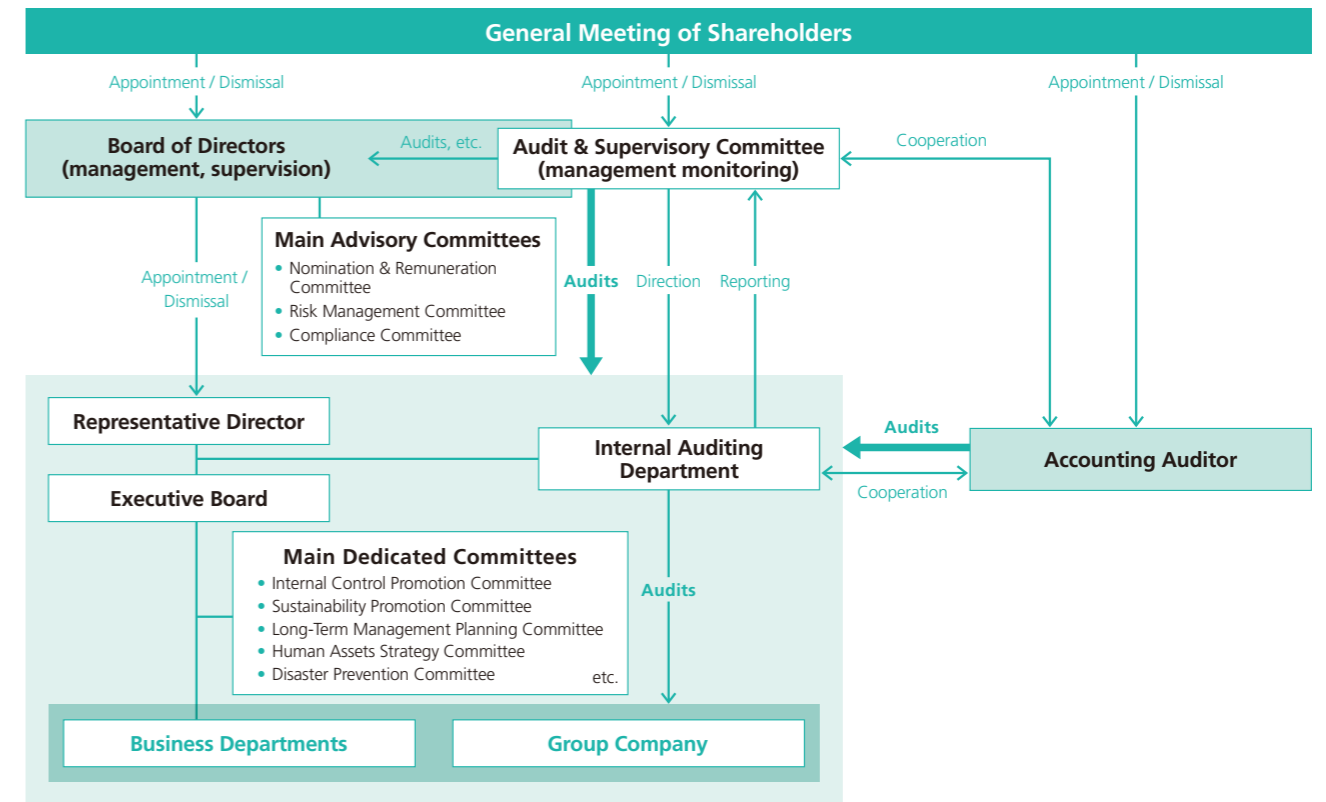 General Meeting of Shareholders
Appointment / Dismissal
Appointment / Dismissal
Appointment / Dismissal
Board of Directors
(management, supervision)
Audits, etc.
Audit & Supervisory Committee
(management monitoring)
Cooperation
Main Advisory Committees
• Nomination & Remuneration
Committee
• Risk Management Committee
• Compliance Committee
Appointment /
Dismissal
Audits
Direction
Reporting
Representative Director
Internal Auditing
Department
Audits
Accounting Auditor
Cooperation
Executive Board
Main Dedicated Committees
• Internal Control Promotion Committee
• Sustainability Promotion Committee
• Long-Term Management Planning Committee
• Human Assets Strategy Committee
• Disaster Prevention Committee
etc.
Audits
Business Departments
Group Company